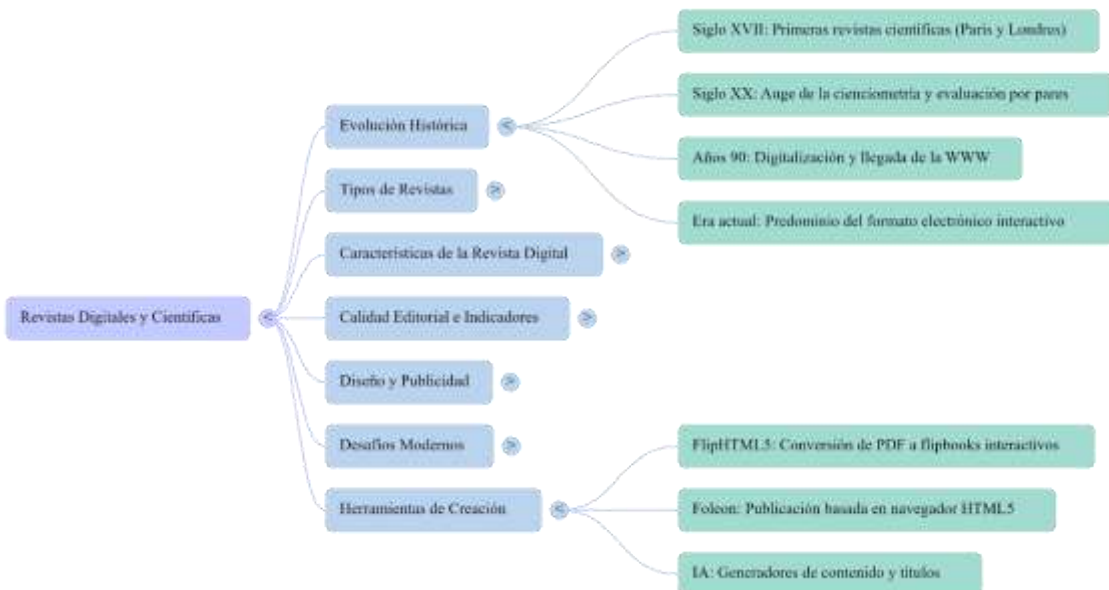 Revistas Digitales y Científicas
Evolución Histórica
Siglo XVII: Primeras revistas científicas (Paris y Londres)
Siglo XX: Auge de la cienciometría y evaluación por pares
Años 90: Digitalización y llegada de la WWW
Era actual: Predominio del formato electrónico interactivo
Tipos de Revistas
Características de la Revista Digital
Calidad Editorial e Indicadores
Diseño y Publicidad
Desafíos Modernos
Herramientas de Creación
FlipHTML5: Conversión de PDF a flipbooks interactivos
Foleon: Publicación basada en navegador HTML5
IA: Generadores de contenido y títulos